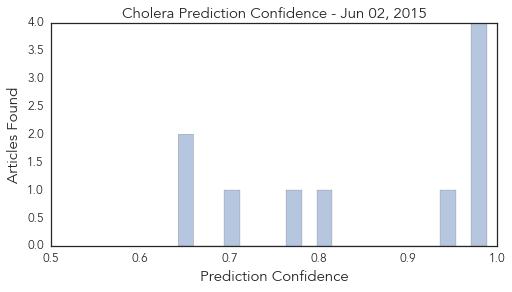 Cholera Prediction Confidence - Jun 02, 2015
4.0
3.5
3.0
2.5
2.0
1.5
1.0
0.5
0.0
Articles Found
0.5 0.6 0.7 0.8 0.9 1.0
Prediction Confidence